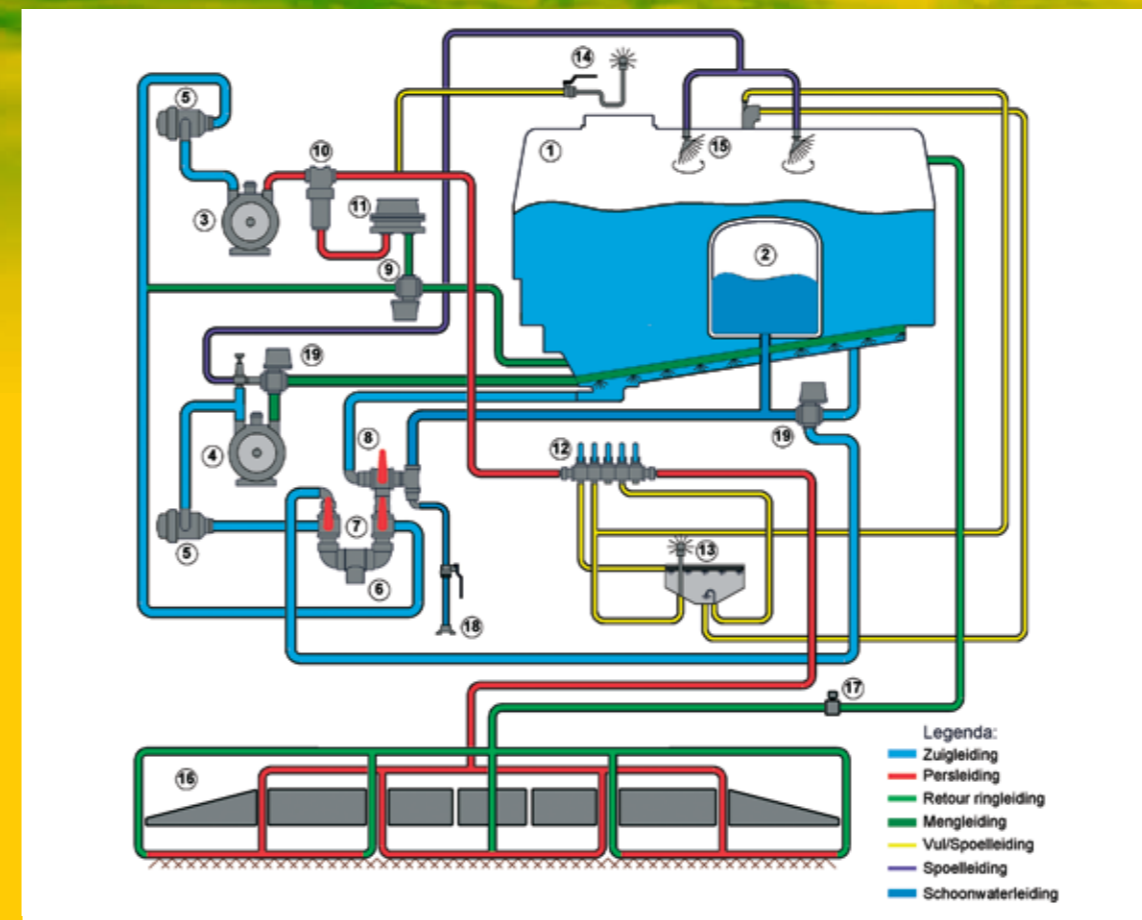 14
5
10
1
15
11
3
2
9
19
8
12
19
4
7
13
5
6
18
17
16
Legenda:
Zuigleiding
Persleiding
Retour ringleiding
Mengleiding
Vul/Spoelleiding
Spoelleiding
Schoonwaterleiding